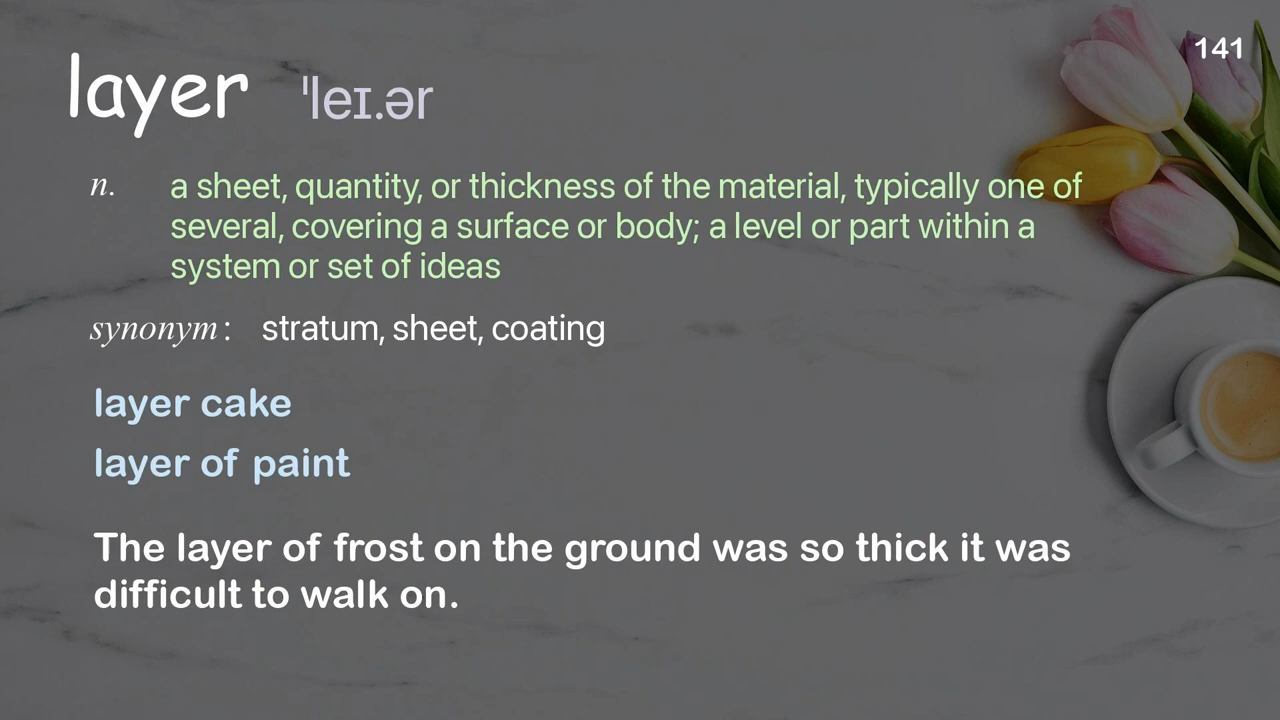 141
layer ˈleɪ.ər
n. a sheet, quantity, or thickness of the material, typically one of
several, covering a surface or body; a level or part within a
system or set of ideas
synonym: stratum, sheet, coating
layer cake
layer of paint
The layer of frost on the ground was so thick it was
difficult to walk on.